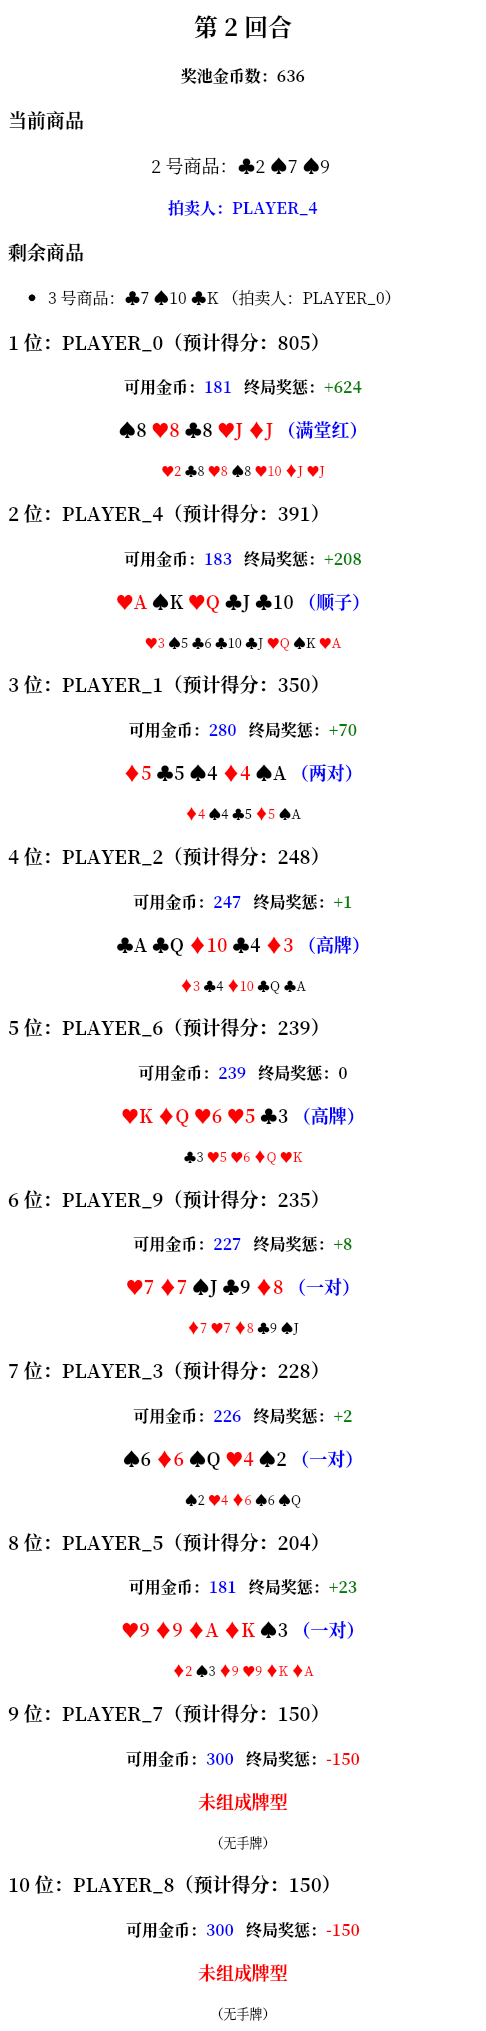 第 2 回合
奖池金币数：636
当前商品
2 号商品：♣2 ♠7 ♠9
拍卖人：PLAYER_4
剩余商品
• 3 号商品：♣7 ♠10 ♣K （拍卖人：PLAYER_0）
1 位：PLAYER_0（预计得分：805）
可用金币：181 终局奖惩：+624
♠8 ♥8 ♣8 ♥J ♦J （满堂红）
♥2 ♣8 ♥8 ♠8 ♥10 ♦J ♥J
2 位：PLAYER_4（预计得分：391）
可用金币：183 终局奖惩：+208
♥A ♠K ♥Q ♣J ♣10 （顺子）
♥3 ♠5 ♣6 ♣10 ♣J ♥Q ♠K ♥A
3 位：PLAYER_1（预计得分：350）
可用金币：280 终局奖惩：+70
♦5 ♣5 ♠4 ♦4 ♠A （两对）
♦4 ♠4 ♣5 ♦5 ♠A
4 位：PLAYER_2（预计得分：248）
可用金币：247 终局奖惩：+1
♣A ♣Q ♦10 ♣4 ♦3 （高牌）
♦3 ♣4 ♦10 ♣Q ♣A
5 位：PLAYER_6（预计得分：239）
可用金币：239 终局奖惩：0
♥K ♦Q ♥6 ♥5 ♣3 （高牌）
♣3 ♥5 ♥6 ♦Q ♥K
6 位：PLAYER_9（预计得分：235）
可用金币：227 终局奖惩：+8
♥7 ♦7 ♠J ♣9 ♦8 （一对）
♦7 ♥7 ♦8 ♣9 ♠J
7 位：PLAYER_3（预计得分：228）
可用金币：226 终局奖惩：+2
♠6 ♦6 ♠Q ♥4 ♠2 （一对）
♠2 ♥4 ♦6 ♠6 ♠Q
8 位：PLAYER_5（预计得分：204）
可用金币：181 终局奖惩：+23
♥9 ♦9 ♦A ♦K ♠3 （一对）
♦2 ♠3 ♦9 ♥9 ♦K ♦A
9 位：PLAYER_7（预计得分：150）
可用金币：300 终局奖惩：-150
未组成牌型
（无手牌）
10 位：PLAYER_8（预计得分：150）
可用金币：300 终局奖惩：-150
未组成牌型
（无手牌）